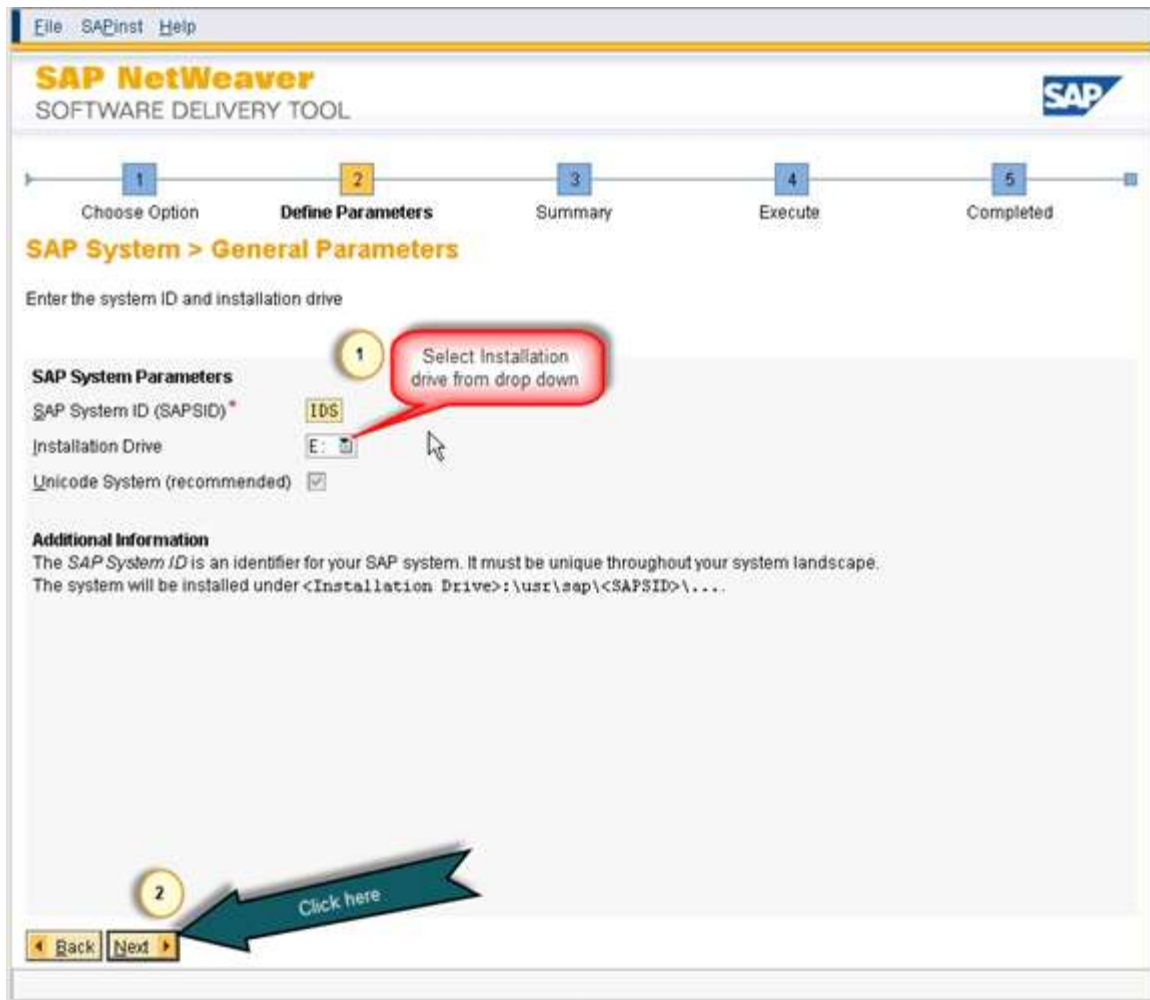 File SAPinst Help
SAP NetWeaver
SOFTWARE DELIVERY TOOL
SAP
1 2 3 4 5
Choose Option Define Parameters Summary Execute Completed
SAP System > General Parameters
Enter the system ID and installation drive
1
Select Installation
drive from drop down
SAP System Parameters
SAP System ID (SAPSID) * IDS
Installation Drive E:
Unicode System (recommended)
Additional Information
The SAP System ID is an identifier for your SAP system. It must be unique throughout your system landscape.
The system will be installed under <Installation Drive>:\usr\sap\<SAPSID>\....
2
Click here
Back Next